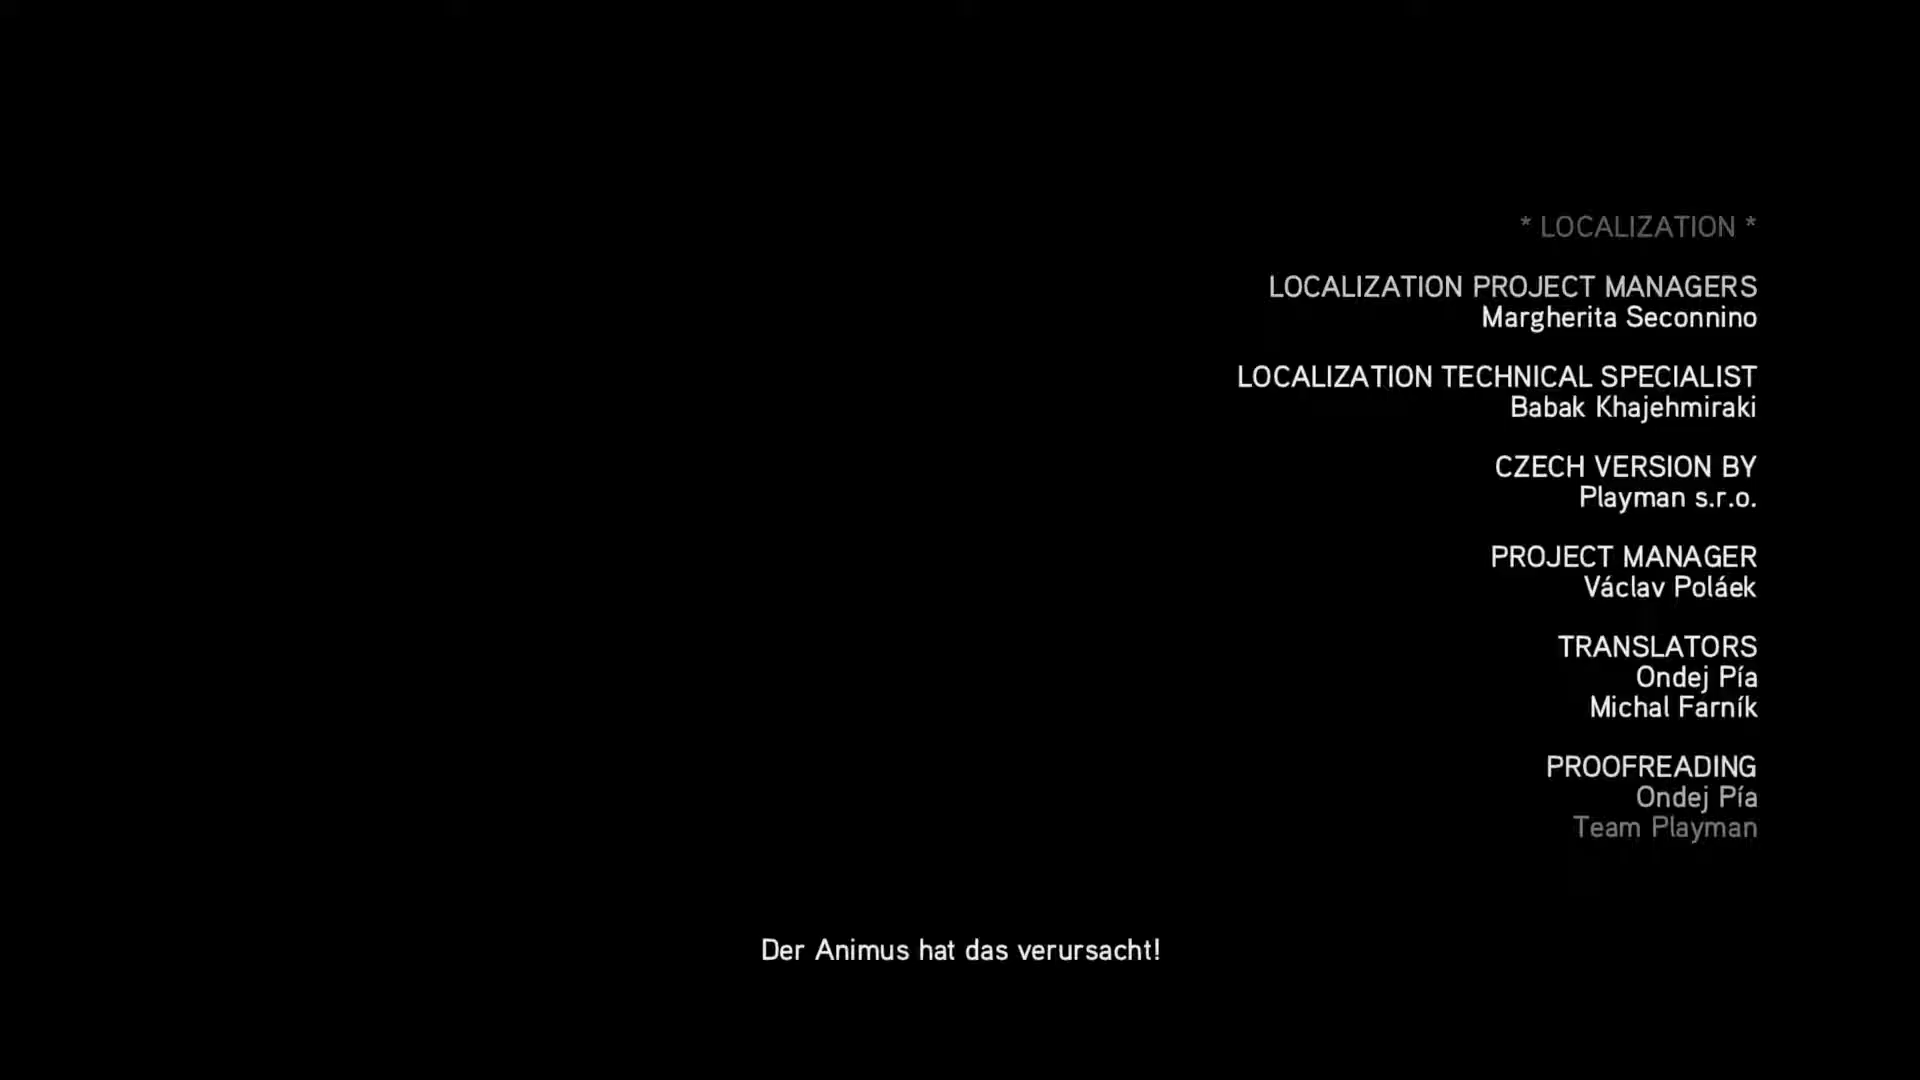 * LOCALIZATION *
LOCALIZATION PROJECT MANAGERS
Margherita Seconnino
LOCALIZATION TECHNICAL SPECIALIST
Babak Khajehmiraki
CZECH VERSION BY
Playman s.r.o.
PROJECT MANAGER
Václav Poláek
TRANSLATORS
Ondej Pía
Michal Farník
PROOFREADING
Ondej Pía
Team Playman
Der Animus hat das verursacht!